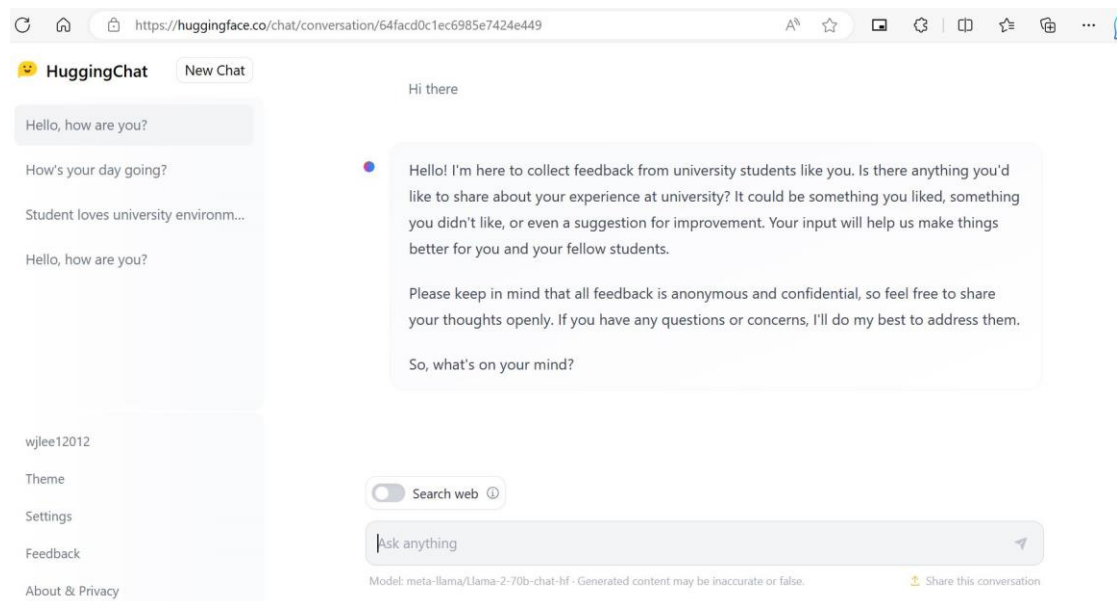 https://huggingface.co/chat/conversation/64facd0c1ec6985e7424e449
HuggingChat
New Chat
Hello, how are you?
How's your day going?
Student loves university environm...
Hello, how are you?
wjlee12012
Theme
Settings
Feedback
About & Privacy
Hi there
Hello! I'm here to collect feedback from university students like you. Is there anything you'd
like to share about your experience at university? It could be something you liked, something
you didn't like, or even a suggestion for improvement. Your input will help us make things
better for you and your fellow students.
Please keep in mind that all feedback is anonymous and confidential, so feel free to share
your thoughts openly. If you have any questions or concerns, I'll do my best to address them.
So, what's on your mind?
Search web
Ask anything
Model: meta-llama/Llama-2-70b-chat-hf · Generated content may be inaccurate or false.
Share this conversation